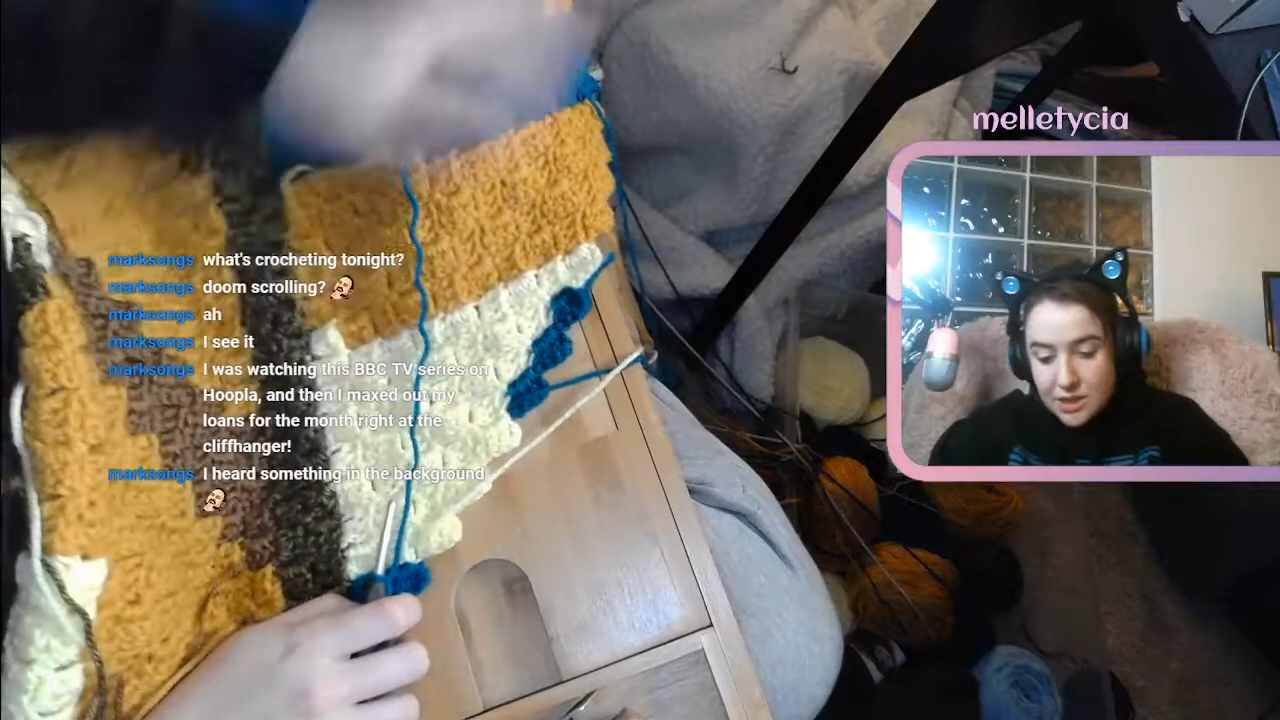 melletycia
marksongs what's crocheting tonight?
marksongs doom scrolling?
marksongs ah
marksongs I see it
marksongs I was watching this BBC TV series on
Hoopla, and then I maxed out my
loans for the month right at the
cliffhanger!
marksongs I heard something in the background